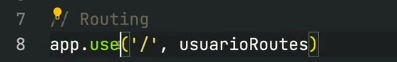 7 // Routing
8 app.use('/', usuarioRoutes)